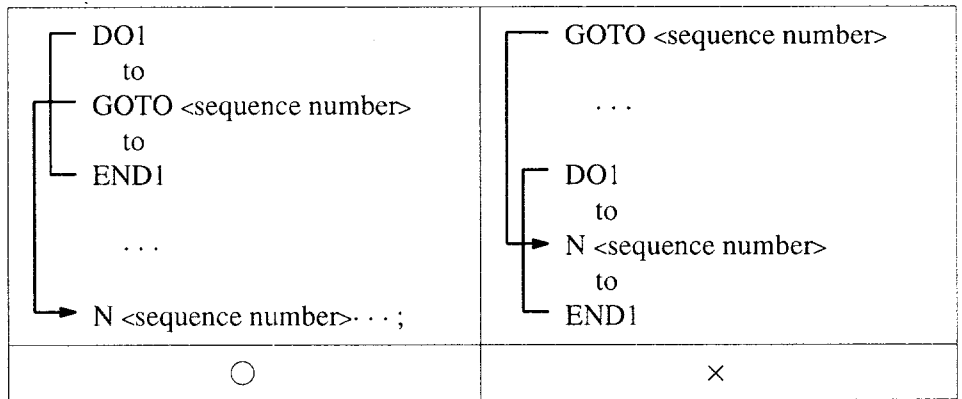 DO1
to
GOTO <sequence number>
to
END1
. . .
N <sequence number>· · · ;
○
GOTO <sequence number>
. . .
DO1
to
N <sequence number>
to
END1
×